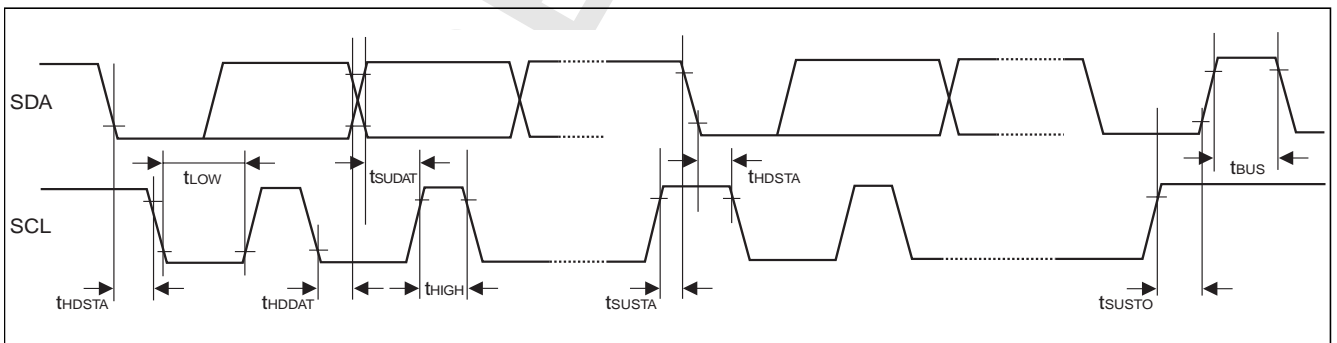 SDA
tLOW
tSUDAT
tHDSTA
tBUS
SCL
tHDSTA
tHDDAT
tHIGH
tSUSTA
tSUSTO